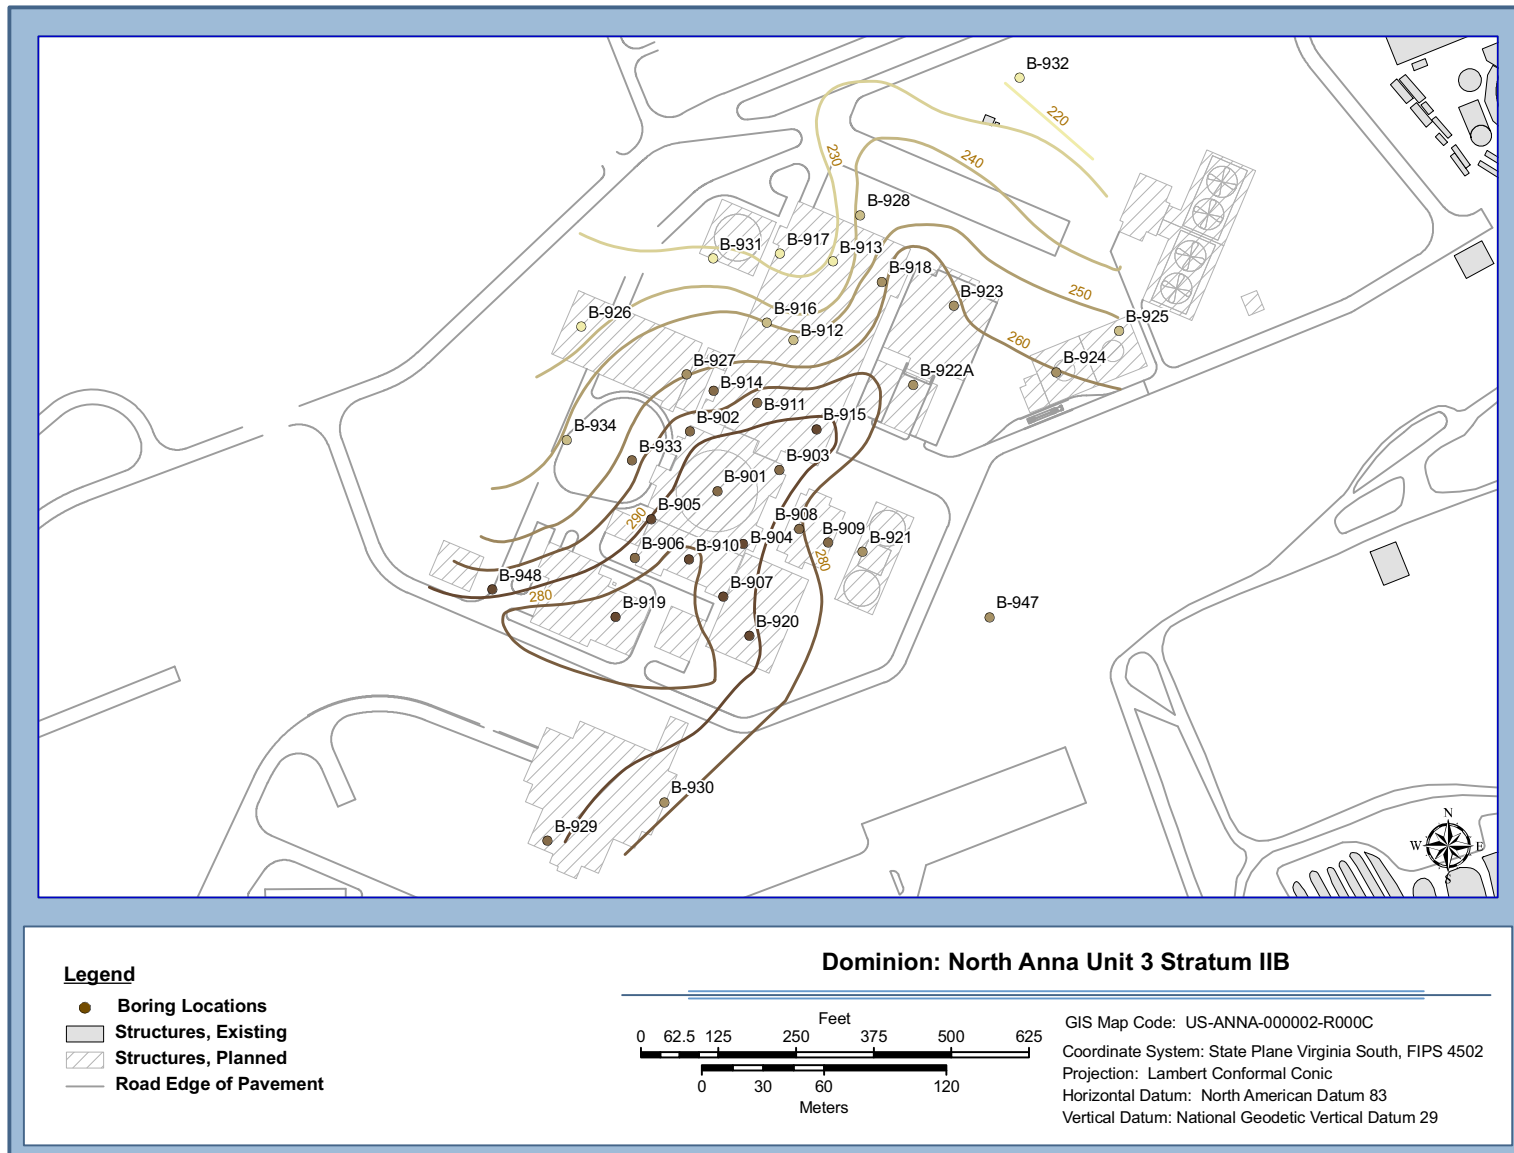 B-932
220
230
240
B-928
B-931
B-917
B-913
B-918
B-923
250
B-926
B-916
B-912
B-925
260
B-927
B-924
B-914
B-922A
B-911
B-902
B-915
B-934
B-933
B-903
B-901
B-905
290
B-908
B-904
B-909
B-921
B-906
B-910
280
B-948
280
B-907
B-919
B-947
B-920
B-930
B-929
N
W E
S
Dominion: North Anna Unit 3 Stratum IIB
Legend
Boring Locations
Structures, Existing
Structures, Planned
Road Edge of Pavement
Feet
0 62.5 125 250 375 500 625
0 30 60 120
Meters
GIS Map Code: US-ANNA-000002-R000C
Coordinate System: State Plane Virginia South, FIPS 4502
Projection: Lambert Conformal Conic
Horizontal Datum: North American Datum 83
Vertical Datum: National Geodetic Vertical Datum 29